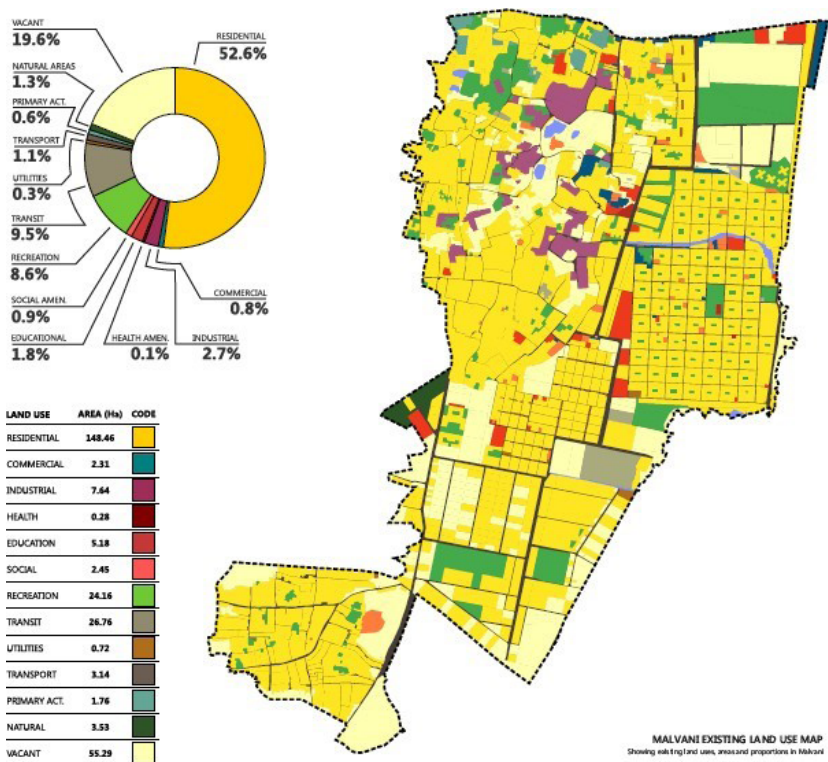 VACANT
19.6%
RESIDENTIAL
52.6%
NATURAL AREAS
1.3%
PRIMARY ACT.
0.6%
TRANSPORT
1.1%
UTILITIES
0.3%
TRANSIT
9.5%
RECREATION
8.6%
SOCIAL AMEN.
0.9%
EDUCATIONAL
1.8%
HEALTH AMEN.
0.1%
INDUSTRIAL
2.7%
COMMERCIAL
0.8%
LAND USE AREA (Ha) CODE
RESIDENTIAL 148.46
COMMERCIAL 2.31
INDUSTRIAL 7.64
HEALTH 0.28
EDUCATION 5.18
SOCIAL 2.45
RECREATION 24.16
TRANSIT 26.76
UTILITIES 0.72
TRANSPORT 3.14
PRIMARY ACT. 1.76
NATURAL 3.53
VACANT 55.29
MALVANI EXISTING LAND USE MAP
Showing existing land uses, areas and proportions in Malvani